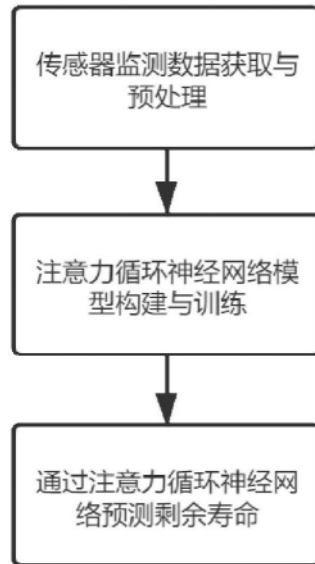 传感器监测数据获取与
预处理
注意力循环神经网络模
型构建与训练
通过注意力循环神经网
络预测剩余寿命